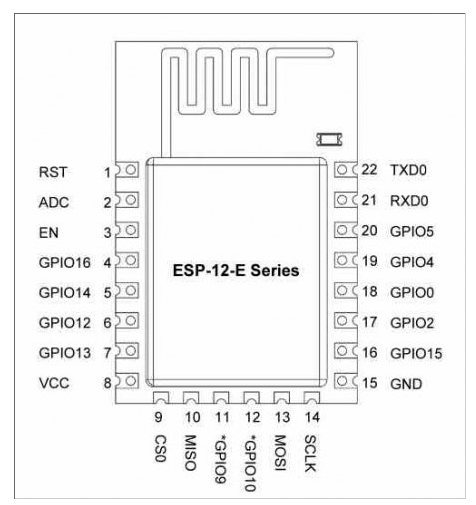 RST 1 22 TXD0
ADC 2 21 RXD0
EN 3 20 GPIO5
GPIO16 4 19 GPIO4
ESP-12-E Series
GPIO14 5 18 GPIO0
GPIO12 6 17 GPIO2
GPIO13 7 16 GPIO15
VCC 8 15 GND
9 10 11 12 13 14
CS0 MISO *GPIO9 *GPIO10 MOSI SCLK